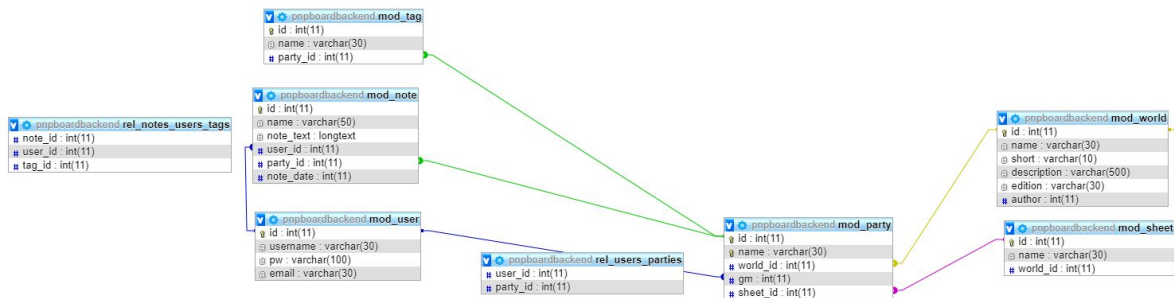 pnpboardbackend mod_tag
id : int(11)
name : varchar(30)
party_id : int(11)
pnpboardbackend mod_note
id : int(11)
name : varchar(50)
note_text : longtext
user_id : int(11)
party_id : int(11)
note_date : int(11)
pnpboardbackend rel_notes_users_tags
note_id : int(11)
user_id : int(11)
tag_id : int(11)
pnpboardbackend mod_user
id : int(11)
username : varchar(30)
pw : varchar(100)
email : varchar(30)
pnpboardbackend rel_users_parties
user_id : int(11)
party_id : int(11)
pnpboardbackend mod_party
id : int(11)
name : varchar(30)
world_id : int(11)
gm : int(11)
sheet_id : int(11)
pnpboardbackend mod_world
id : int(11)
name : varchar(30)
short : varchar(10)
description : varchar(500)
edition : varchar(30)
author : int(11)
pnpboardbackend mod_sheet
id : int(11)
name : varchar(30)
world_id : int(11)